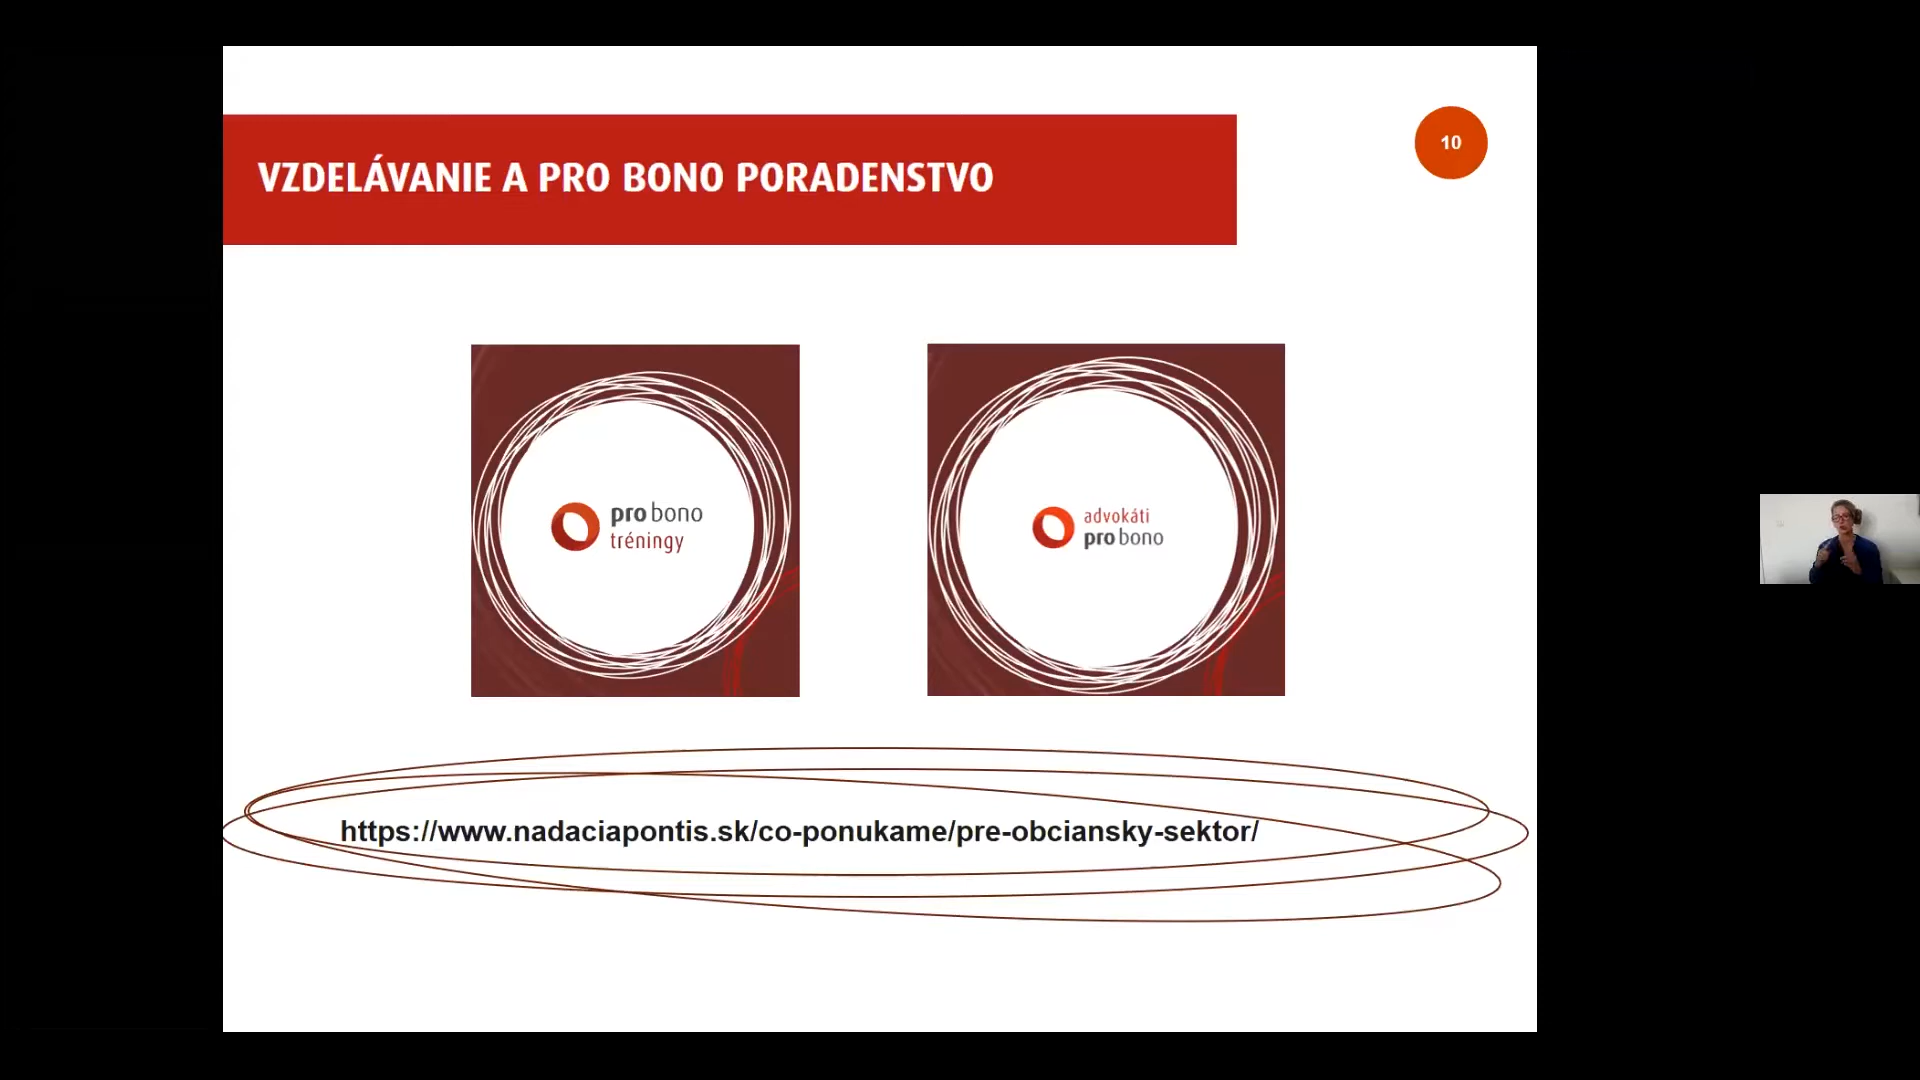 VZDELÁVANIE A PRO BONO PORADENSTVO
10
pro bono
tréningy
advokáti
pro bono
https://www.nadaciapontis.sk/co-ponukame/pre-obciansky-sektor/